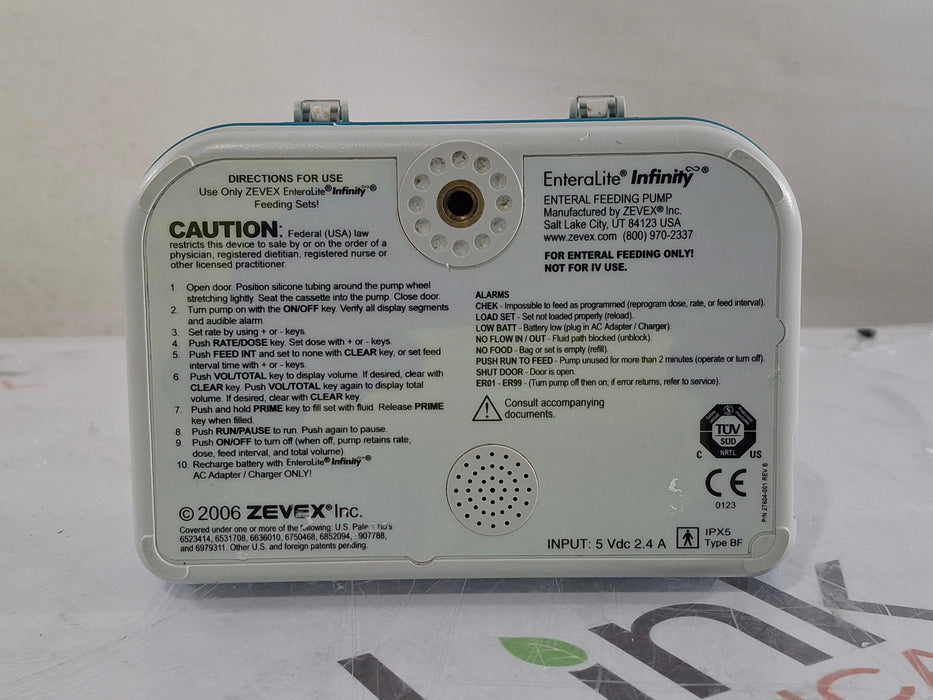 DIRECTIONS FOR USE
Use Only ZEVEX EnteraLite® Infinity®
Feeding Sets!
CAUTION: Federal (USA) law
restricts this device to sale by or on the order of a
physician, registered dietitian, registered nurse or
other licensed practitioner.
1. Open door. Position silicone tubing around the pump wheel
stretching lightly. Seat the cassette into the pump. Close door.
2. Turn pump on with the ON/OFF key. Verify all display segments
and audible alarm.
3. Set rate by using + or - keys.
4. Push RATE/DOSE key. Set dose with + or - keys.
5. Push FEED INT and set to none with CLEAR key, or set feed
interval time with + or - keys.
6. Push VOL/TOTAL key to display volume. If desired, clear with
CLEAR key. Push VOL/TOTAL key again to display total
volume. If desired, clear with CLEAR key.
7. Push and hold PRIME key to fill set with fluid. Release PRIME
key when filled.
8. Push RUN/PAUSE to run. Push again to pause.
9 Push ON/OFF to turn off (when off, pump retains rate,
dose, feed interval, and total volume).
10. Recharge battery with EnteraLite® Infinity®
AC Adapter / Charger ONLY!
© 2006 ZEVEX® Inc.
Covered under one or more of the following: U.S. Patent No's
6523414, 6531708, 6636010, 6750468, 6852094, 907788,
and 6979311. Other U.S. and foreign patents pending.
EnteraLite® Infinity∞®
ENTERAL FEEDING PUMP
Manufactured by ZEVEX® Inc.
Salt Lake City, UT 84123 USA
www.zevex.com (800) 970-2337
FOR ENTERAL FEEDING ONLY!
NOT FOR IV USE.
ALARMS
CHEK - Impossible to feed as programmed (reprogram dose, rate, or feed interval).
LOAD SET - Set not loaded properly (reload).
LOW BATT - Battery low (plug in AC Adapter / Charger).
NO FLOW IN / OUT - Fluid path blocked (unblock).
NO FOOD - Bag or set is empty (refill).
PUSH RUN TO FEED - Pump unused for more than 2 minutes (operate or turn off).
SHUT DOOR - Door is open.
ER01 - ER99 - (Turn pump off then on; if error returns, refer to service).
Consult accompanying
documents.
TÜV
SÜD
NRTL
C US
CE
0123
P/N 27604-001 REV B
INPUT: 5 Vdc 2.4 A
IPX5
Type BF
Link